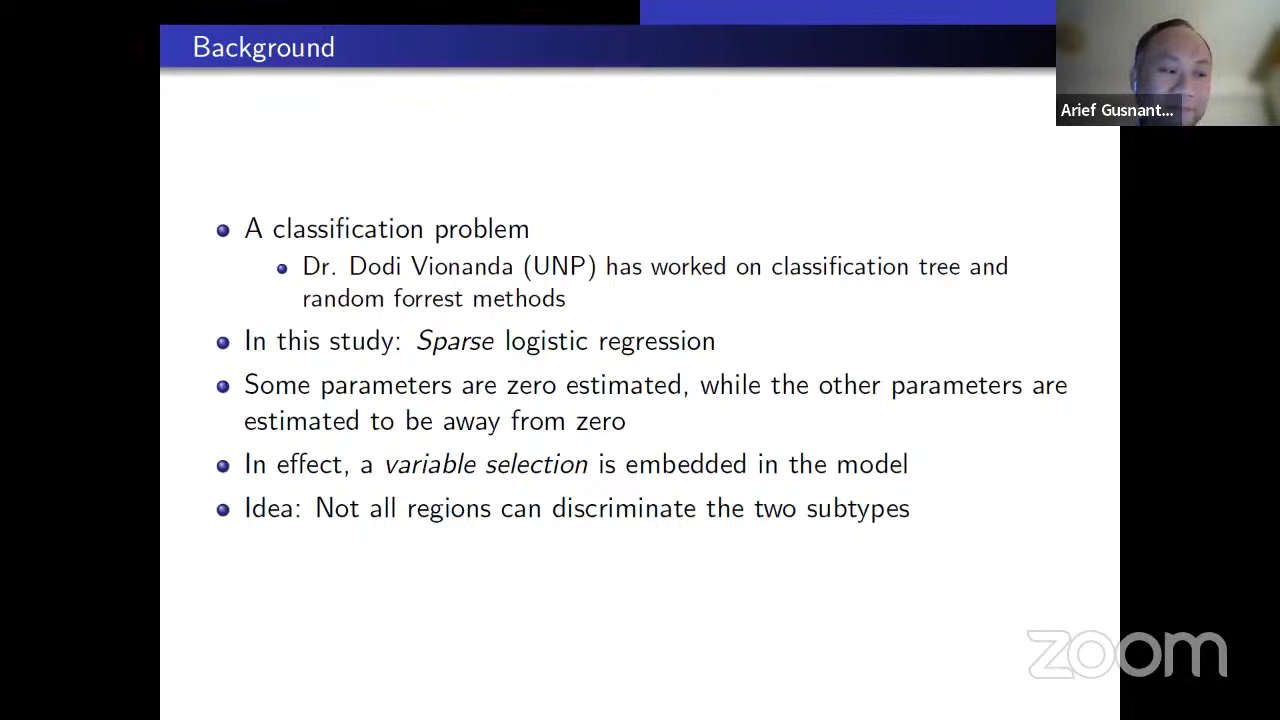 Background
Arief Gusnant...
A classification problem
Dr. Dodi Vionanda (UNP) has worked on classification tree and
random forrest methods
In this study: Sparse logistic regression
Some parameters are zero estimated, while the other parameters are
estimated to be away from zero
In effect, a variable selection is embedded in the model
Idea: Not all regions can discriminate the two subtypes
zoom